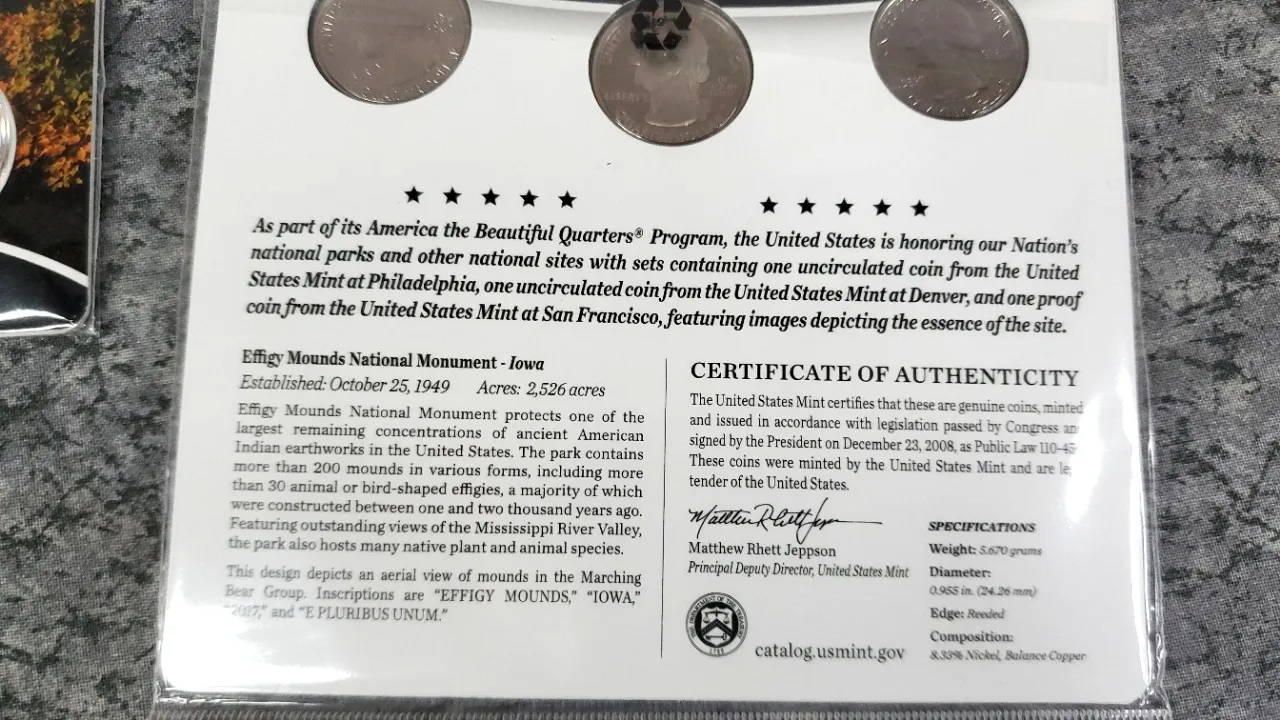 As part of its America the Beautiful Quarters® Program, the United States is honoring our Nation's
national parks and other national sites with sets containing one uncirculated coin from the United
States Mint at Philadelphia, one uncirculated coin from the United States Mint at Denver, and one proof
coin from the United States Mint at San Francisco, featuring images depicting the essence of the site.
Effigy Mounds National Monument - Iowa
Established: October 25, 1949 Acres: 2,526 acres
Effigy Mounds National Monument protects one of the
largest remaining concentrations of ancient American
Indian earthworks in the United States. The park contains
more than 200 mounds in various forms, including more
than 30 animal or bird-shaped effigies, a majority of which
were constructed between one and two thousand years ago.
Featuring outstanding views of the Mississippi River Valley,
the park also hosts many native plant and animal species.
This design depicts an aerial view of mounds in the Marching
Bear Group. Inscriptions are "EFFIGY MOUNDS," "IOWA,"
"2017," and "E PLURIBUS UNUM."
CERTIFICATE OF AUTHENTICITY
The United States Mint certifies that these are genuine coins, minted
and issued in accordance with legislation passed by Congress an
signed by the President on December 23, 2008, as Public Law 110-45
These coins were minted by the United States Mint and are le
tender of the United States.
Matthew Rhett Jeppson
Principal Deputy Director, United States Mint
catalog.usmint.gov
SPECIFICATIONS
Weight: 5.670 grams
Diameter:
0.955 in. (24.26 mm)
Edge: Reeded
Composition:
8.33% Nickel, Balance Copper
LIBERTY